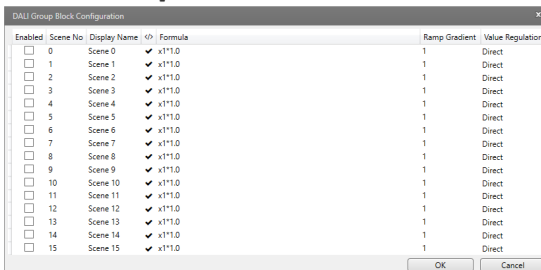 DALI Group Block Configuration x
Enabled Scene No Display Name </> Formula Ramp Gradient Value Regulation
0 Scene 0 ✔ x1*1.0 1 Direct
1 Scene 1 ✔ x1*1.0 1 Direct
2 Scene 2 ✔ x1*1.0 1 Direct
3 Scene 3 ✔ x1*1.0 1 Direct
4 Scene 4 ✔ x1*1.0 1 Direct
5 Scene 5 ✔ x1*1.0 1 Direct
6 Scene 6 ✔ x1*1.0 1 Direct
7 Scene 7 ✔ x1*1.0 1 Direct
8 Scene 8 ✔ x1*1.0 1 Direct
9 Scene 9 ✔ x1*1.0 1 Direct
10 Scene 10 ✔ x1*1.0 1 Direct
11 Scene 11 ✔ x1*1.0 1 Direct
12 Scene 12 ✔ x1*1.0 1 Direct
13 Scene 13 ✔ x1*1.0 1 Direct
14 Scene 14 ✔ x1*1.0 1 Direct
15 Scene 15 ✔ x1*1.0 1 Direct
OK Cancel